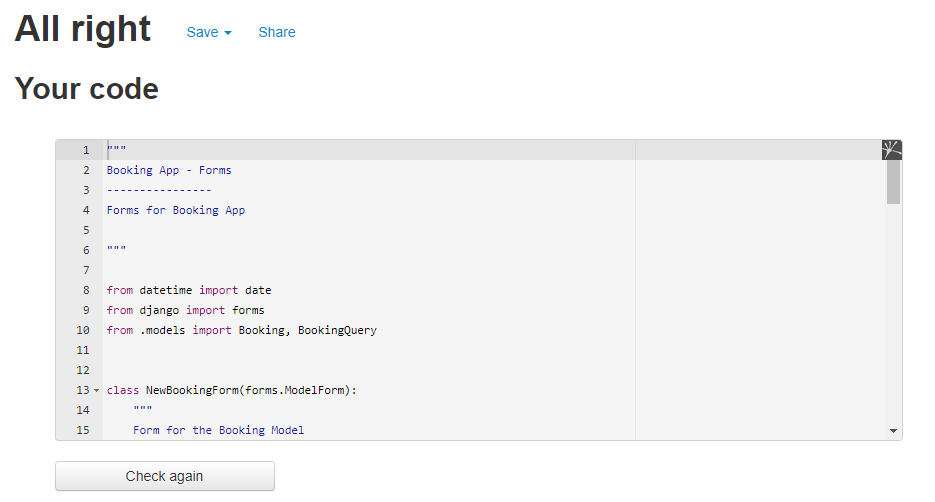 All right Save Share
Your code
1 """
2 Booking App - Forms
3 ----------------
4 Forms for Booking App
5
6 """
7
8 from datetime import date
9 from django import forms
10 from .models import Booking, BookingQuery
11
12
13 class NewBookingForm(forms.ModelForm):
14 """
15 Form for the Booking Model
Check again